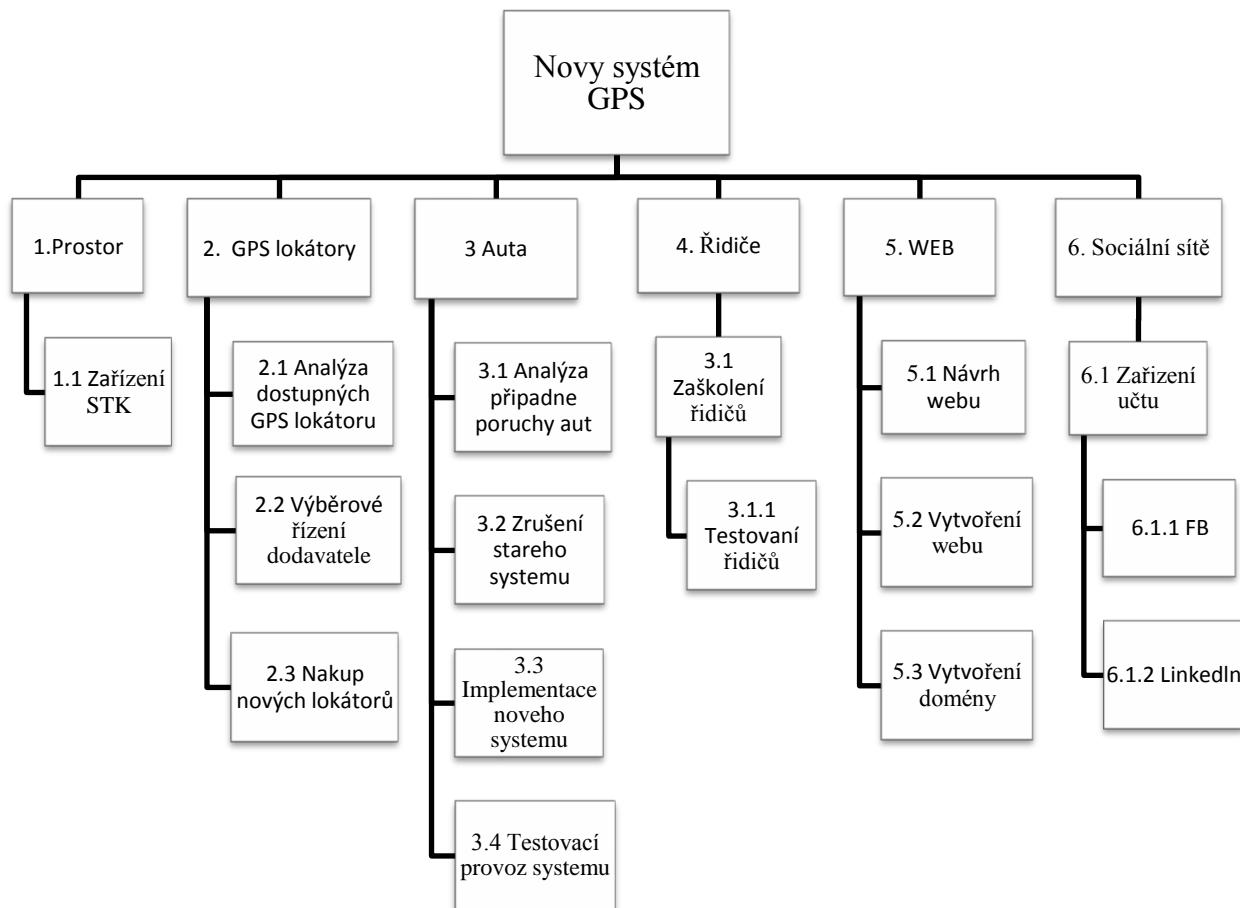 Novy systém
GPS
1.Prostor
2. GPS lokátory
3 Auta
4. Řidiče
5. WEB
6. Sociální sítě
1.1 Zařízení
STK
2.1 Analýza
dostupných
GPS lokátoru
2.2 Výběrové
řízení
dodavatele
2.3 Nakup
nových lokátorů
3.1 Analýza
připadne
poruchy aut
3.2 Zrušení
stareho
systemu
3.3
Implementace
noveho
systemu
3.4 Testovací
provoz systemu
3.1
Zaškolení
řidičů
3.1.1
Testovaní
řidičů
5.1 Návrh
webu
5.2 Vytvoření
webu
5.3 Vytvoření
domény
6.1 Zařizení
učtu
6.1.1 FB
6.1.2 LinkedIn